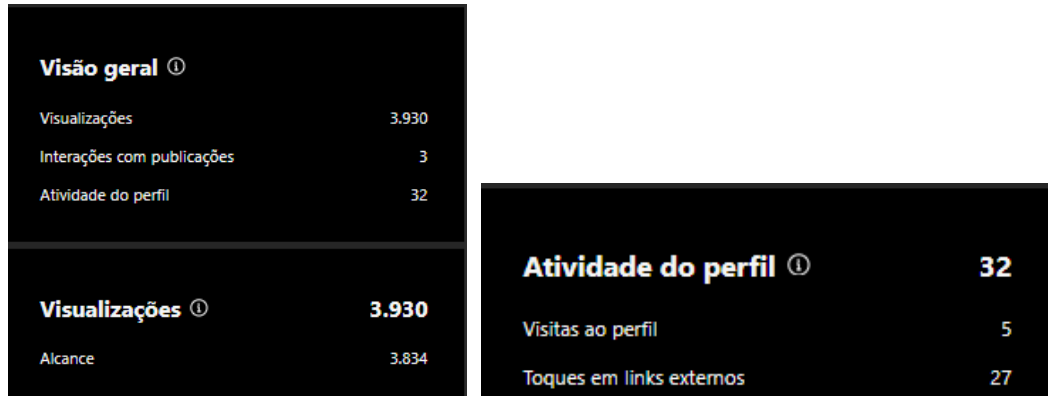 Visão geral
Visualizações 3.930
Interações com publicações 3
Atividade do perfil 32
Visualizações 3.930
Alcance 3.834
Atividade do perfil 32
Visitas ao perfil 5
Toques em links externos 27